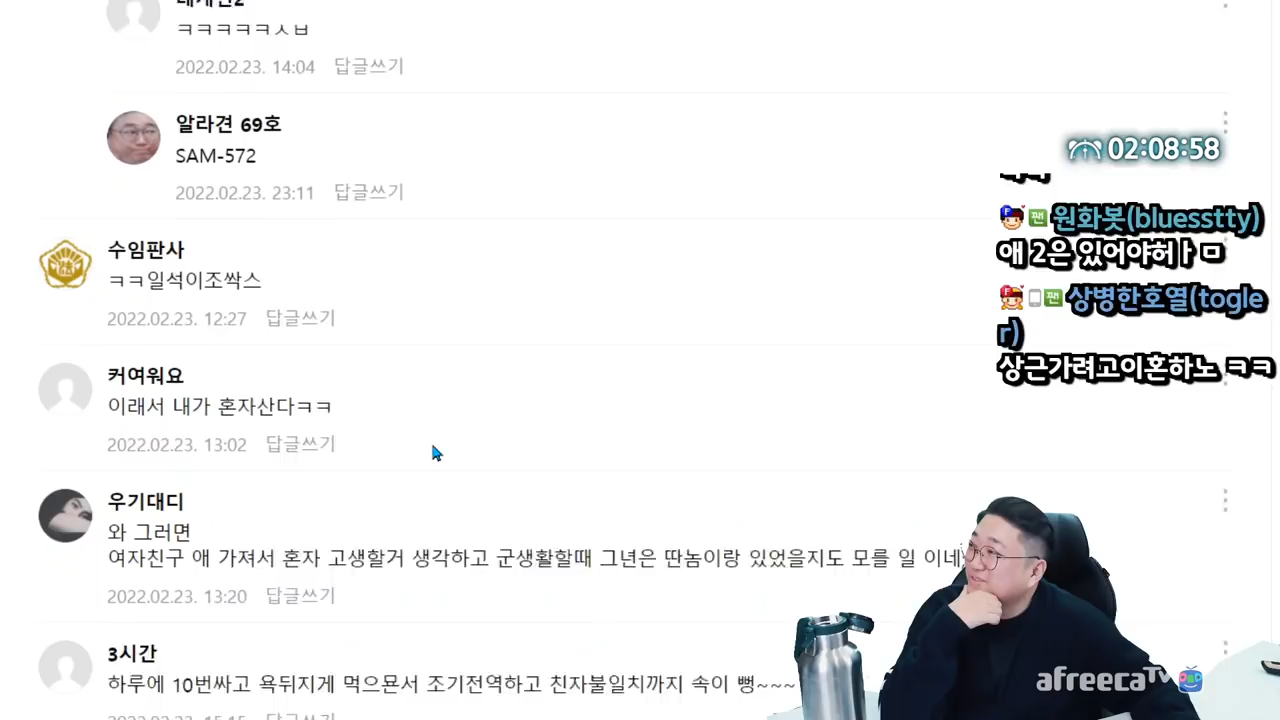 ㅋㅋㅋㅋㅋㅅㅂ
2022.02.23. 14:04 답글쓰기
알라견 69호
SAM-572
2022.02.23. 23:11 답글쓰기
수임판사
ㅋㅋ일석이조싹스
2022.02.23. 12:27 답글쓰기
커여워요
이래서 내가 혼자산다ㅋㅋ
2022.02.23. 13:02 답글쓰기
우기대디
와 그러면
여자친구 애 가져서 혼자 고생할거 생각하고 군생활할때 그년은 딴놈이랑 있었을지도 모를 일 이네
2022.02.23. 13:20 답글쓰기
3시간
하루에 10번싸고 욕뒤지게 먹으묜서 조기전역하고 친자불일치까지 속이 뻥~~~
02:08:58
원화봇(bluesstty)
애 2은 있어야허ㅏㅁ
상병한호열(togle
r)
상근가려고이혼하노 ㅋㅋ
afreecaTV